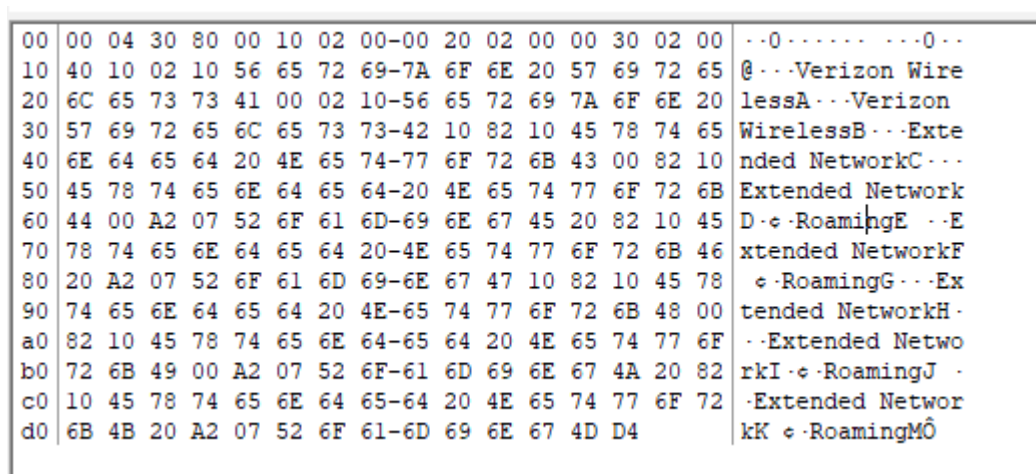 00 00 04 30 80 00 10 02 00-00 20 02 00 00 30 02 00 ··0······ ···0··
10 40 10 02 10 56 65 72 69-7A 6F 6E 20 57 69 72 65 @···Verizon Wire
20 6C 65 73 73 41 00 02 10-56 65 72 69 7A 6F 6E 20 lessA···Verizon
30 57 69 72 65 6C 65 73 73-42 10 82 10 45 78 74 65 WirelessB···Exte
40 6E 64 65 64 20 4E 65 74-77 6F 72 6B 43 00 82 10 nded NetworkC···
50 45 78 74 65 6E 64 65 64-20 4E 65 74 77 6F 72 6B Extended Network
60 44 00 A2 07 52 6F 61 6D-69 6E 67 45 20 82 10 45 D·¢·RoamingE ··E
70 78 74 65 6E 64 65 64 20-4E 65 74 77 6F 72 6B 46 xtended NetworkF
80 20 A2 07 52 6F 61 6D 69-6E 67 47 10 82 10 45 78 ¢·RoamingG···Ex
90 74 65 6E 64 65 64 20 4E-65 74 77 6F 72 6B 48 00 tended NetworkH·
a0 82 10 45 78 74 65 6E 64-65 64 20 4E 65 74 77 6F ··Extended Netwo
b0 72 6B 49 00 A2 07 52 6F-61 6D 69 6E 67 4A 20 82 rkI·¢·RoamingJ ·
c0 10 45 78 74 65 6E 64 65-64 20 4E 65 74 77 6F 72 ·Extended Networ
d0 6B 4B 20 A2 07 52 6F 61-6D 69 6E 67 4D D4 kK ¢·RoamingMÔ